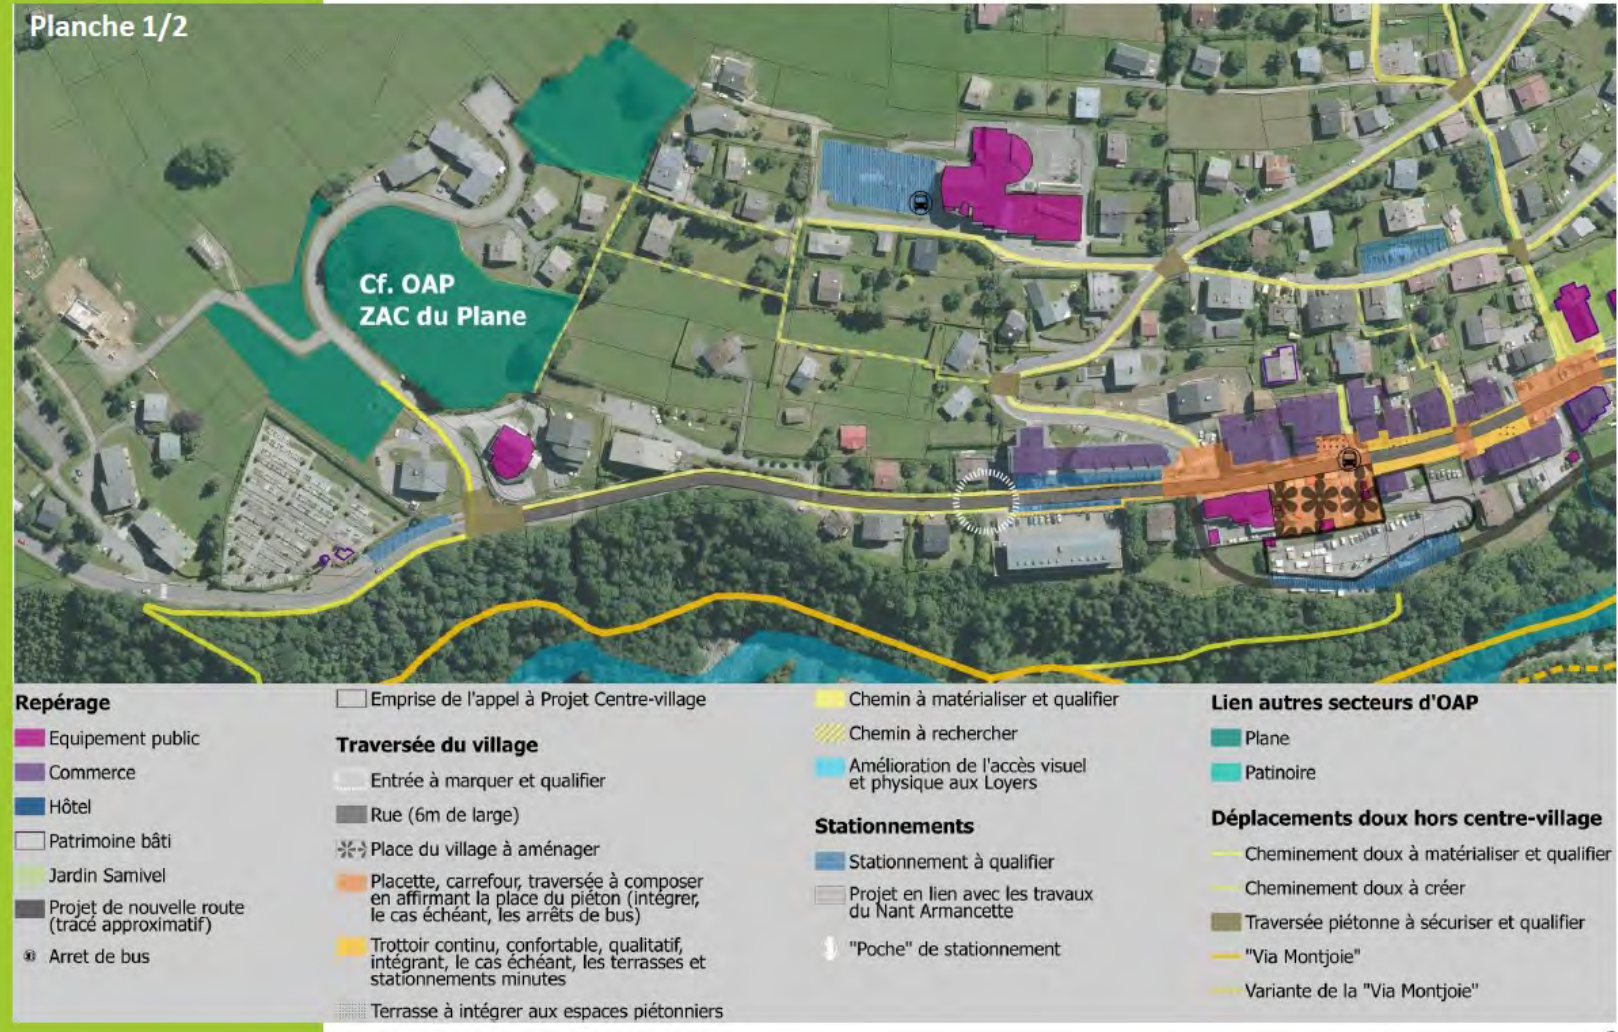 Planche 1/2
Cf. OAP
ZAC du Plane
Repérage
Equipement public
Commerce
Hôtel
Patrimoine bâti
Jardin Samivel
Projet de nouvelle route
(tracé approximatif)
Arret de bus
Emprise de l'appel à Projet Centre-village
Traversée du village
Entrée à marquer et qualifier
Rue (6m de large)
Place du village à aménager
Placette, carrefour, traversée à composer
en affirmant la place du piéton (intégrer,
le cas échéant, les arrêts de bus)
Trottoir continu, confortable, qualitatif,
intégrant, le cas échéant, les terrasses et
stationnements minutes
Terrasse à intégrer aux espaces piétonniers
Chemin à matérialiser et qualifier
Chemin à rechercher
Amélioration de l'accès visuel
et physique aux Loyers
Stationnements
Stationnement à qualifier
Projet en lien avec les travaux
du Nant Armancette
"Poche" de stationnement
Lien autres secteurs d'OAP
Plane
Patinoire
Déplacements doux hors centre-village
Cheminement doux à matérialiser et qualifier
Cheminement doux à créer
Traversée piétonne à sécuriser et qualifier
"Via Montjoie"
Variante de la "Via Montjoie"